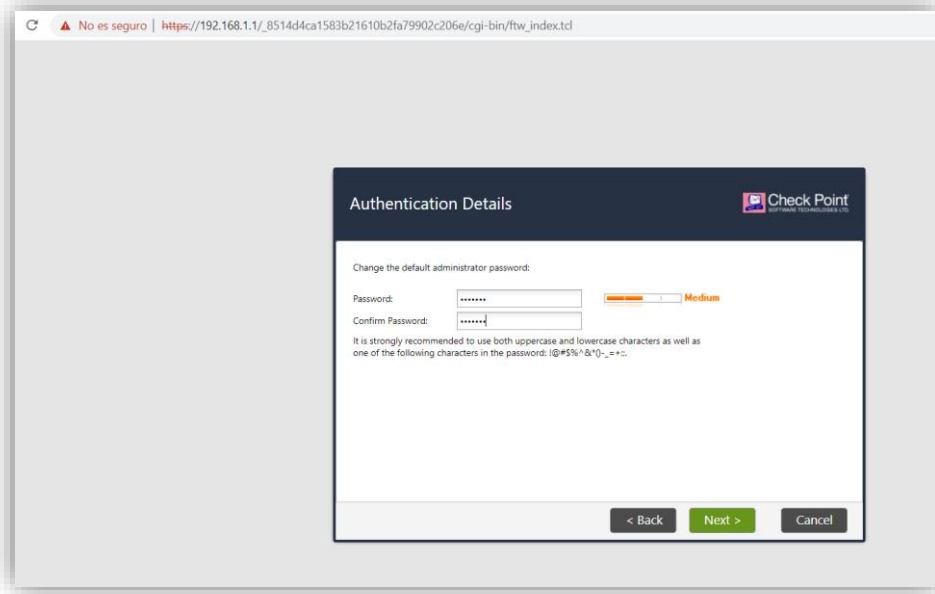 No es seguro | https://192.168.1.1/_8514d4ca1583b21610b2fa79902c206e/cgi-bin/ftw_index.tcl
Authentication Details
Check Point
SOFTWARE TECHNOLOGIES LTD.
Change the default administrator password:
Password: ••••••• Medium
Confirm Password: •••••••
It is strongly recommended to use both uppercase and lowercase characters as well as
one of the following characters in the password: !@#$%^&*()-_=+:;.
< Back Next > Cancel